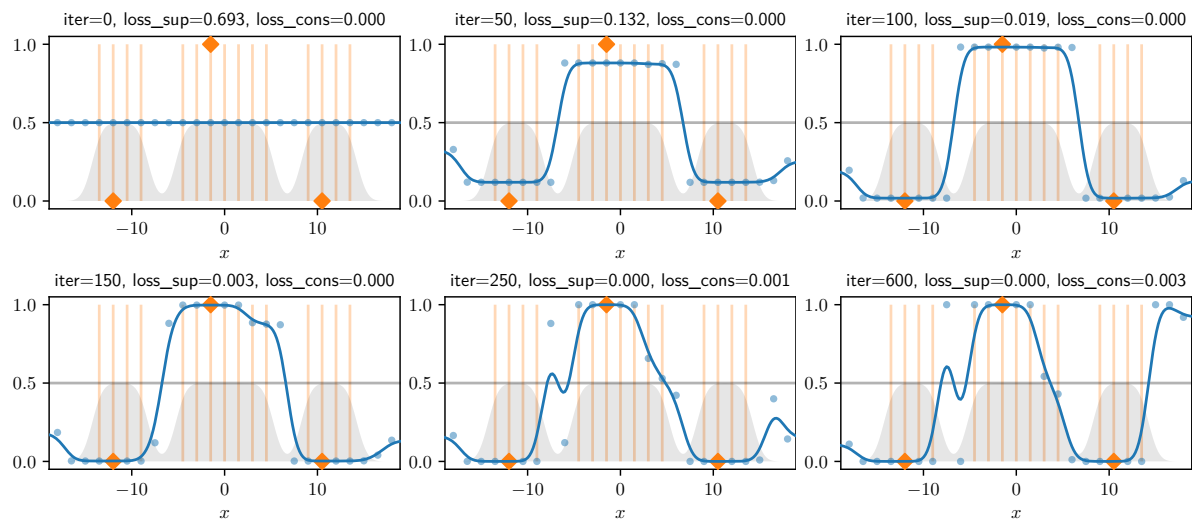 iter=0, loss_sup=0.693, loss_cons=0.000
iter=50, loss_sup=0.132, loss_cons=0.000
iter=100, loss_sup=0.019, loss_cons=0.000
1.0
1.0
1.0
0.5
0.5
0.5
0.0
0.0
0.0
−10 0 10
−10 0 10
−10 0 10
x
x
x
iter=150, loss_sup=0.003, loss_cons=0.000
iter=250, loss_sup=0.000, loss_cons=0.001
iter=600, loss_sup=0.000, loss_cons=0.003
1.0
1.0
1.0
0.5
0.5
0.5
0.0
0.0
0.0
−10 0 10
−10 0 10
−10 0 10
x
x
x